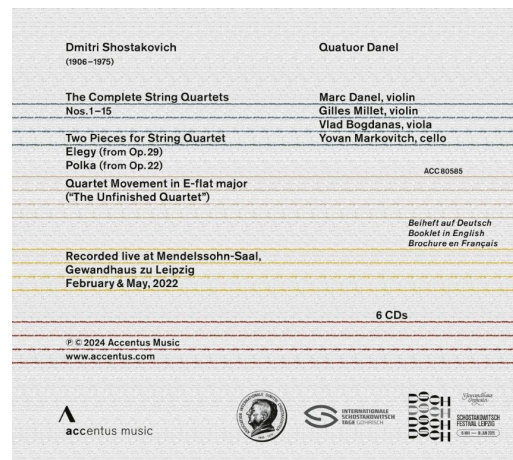 Dmitri Shostakovich
(1906–1975)
Quatuor Danel
The Complete String Quartets
Nos. 1–15
Two Pieces for String Quartet
Elegy (from Op. 29)
Polka (from Op. 22)
Quartet Movement in E-flat major
("The Unfinished Quartet")
Marc Danel, violin
Gilles Millet, violin
Vlad Bogdanas, viola
Yovan Markovitch, cello
ACC 80585
Beiheft auf Deutsch
Booklet in English
Brochure en Français
Recorded live at Mendelssohn-Saal,
Gewandhaus zu Leipzig
February & May, 2022
6 CDs
℗ © 2024 Accentus Music
www.accentus.com
accentus music
INTERNATIONALE
SCHOSTAKOWITSCH
TAGE GOHRISCH
Gewandhaus
Orchester
SCHOSTAKOWITSCH
FESTIVAL LEIPZIG